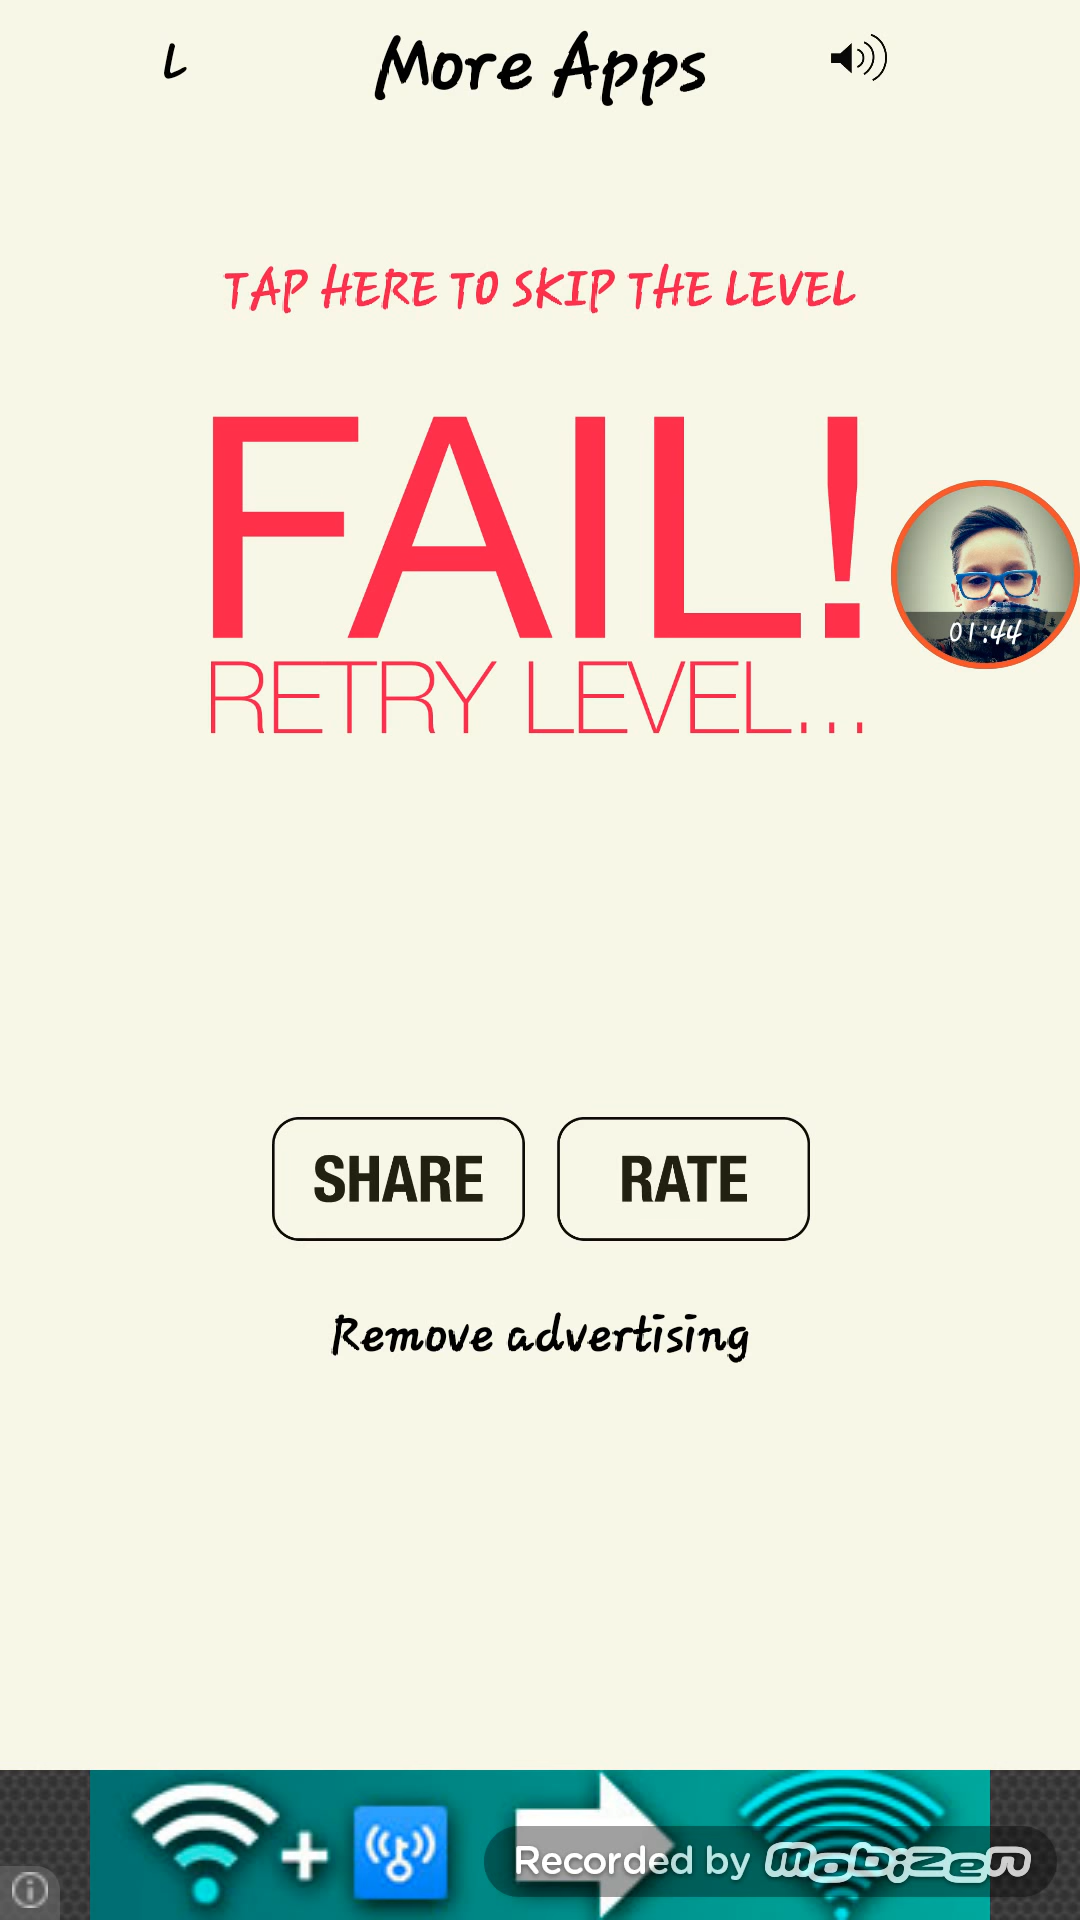 L
More Apps
TAP HERE TO SKIP THE LEVEL
FAIL!
01:44
RETRY LEVEL...
SHARE
RATE
Remove advertising
Recorded by mobizen